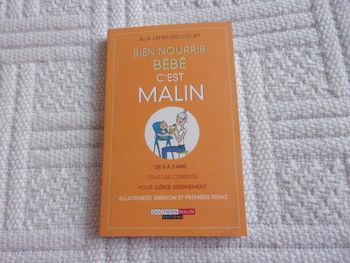 ALIX LEFIEF-DELCOURT
BIEN NOURRIR
BÉBÉ
C'EST
MALIN
DE 0 À 3 ANS :
TOUS LES CONSEILS
POUR GÉRER SEREINEMENT
ALLAITEMENT, BIBERON ET PREMIERS REPAS
QUOTIDIEN MALIN
ÉDITIONS